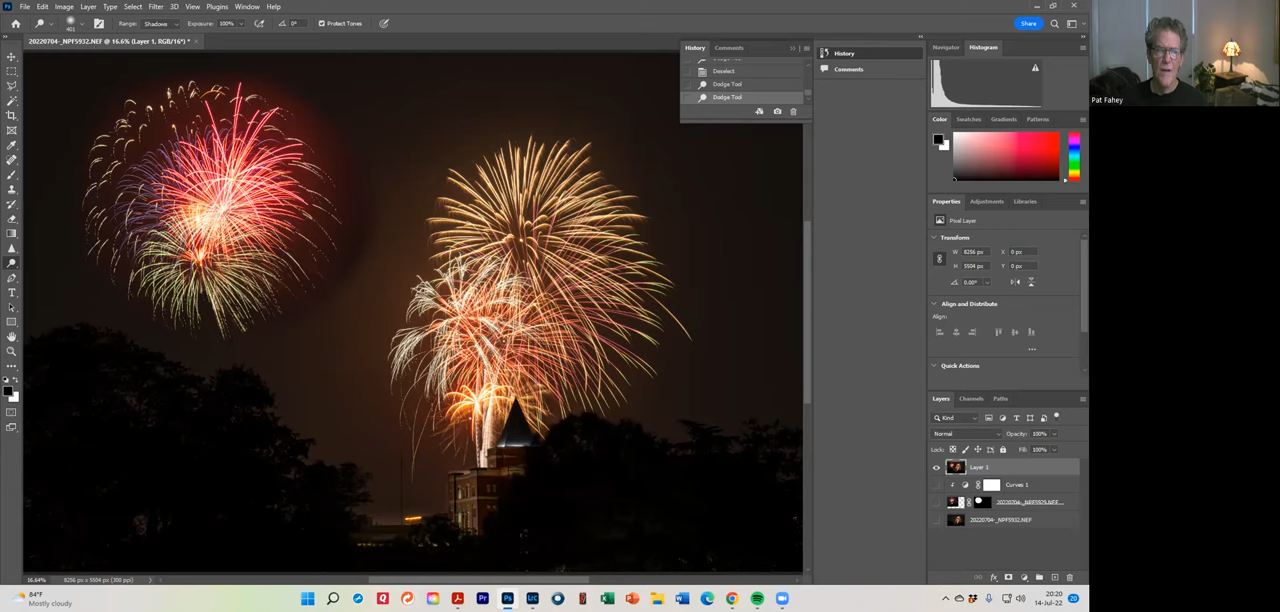 File Edit Image Layer Type Select Filter 3D View Plugins Window Help
401 Range: Shadows Exposure: 100% 0° Protect Tones Share
20220704-_NPF5932.NEF @ 16.6% (Layer 1, RGB/16*) * ×
History Comments
Deselect
Dodge Tool
Dodge Tool
History
Comments
Navigator Histogram
Color Swatches Gradients Patterns
Properties Adjustments Libraries
Pixel Layer
Transform
W 8256 px X 0 px
H 5504 px Y 0 px
0.00°
Align and Distribute
Align:
Quick Actions
Layers Channels Paths
Kind
Normal Opacity: 100%
Lock: Fill: 100%
Layer 1
Curves 1
20220704-_NPF5929.NEF...
20220704-_NPF5932.NEF
16.64% 8256 px x 5504 px (300 ppi)
Pat Fahey
84°F
Mostly cloudy
20:20
14-Jul-22
20